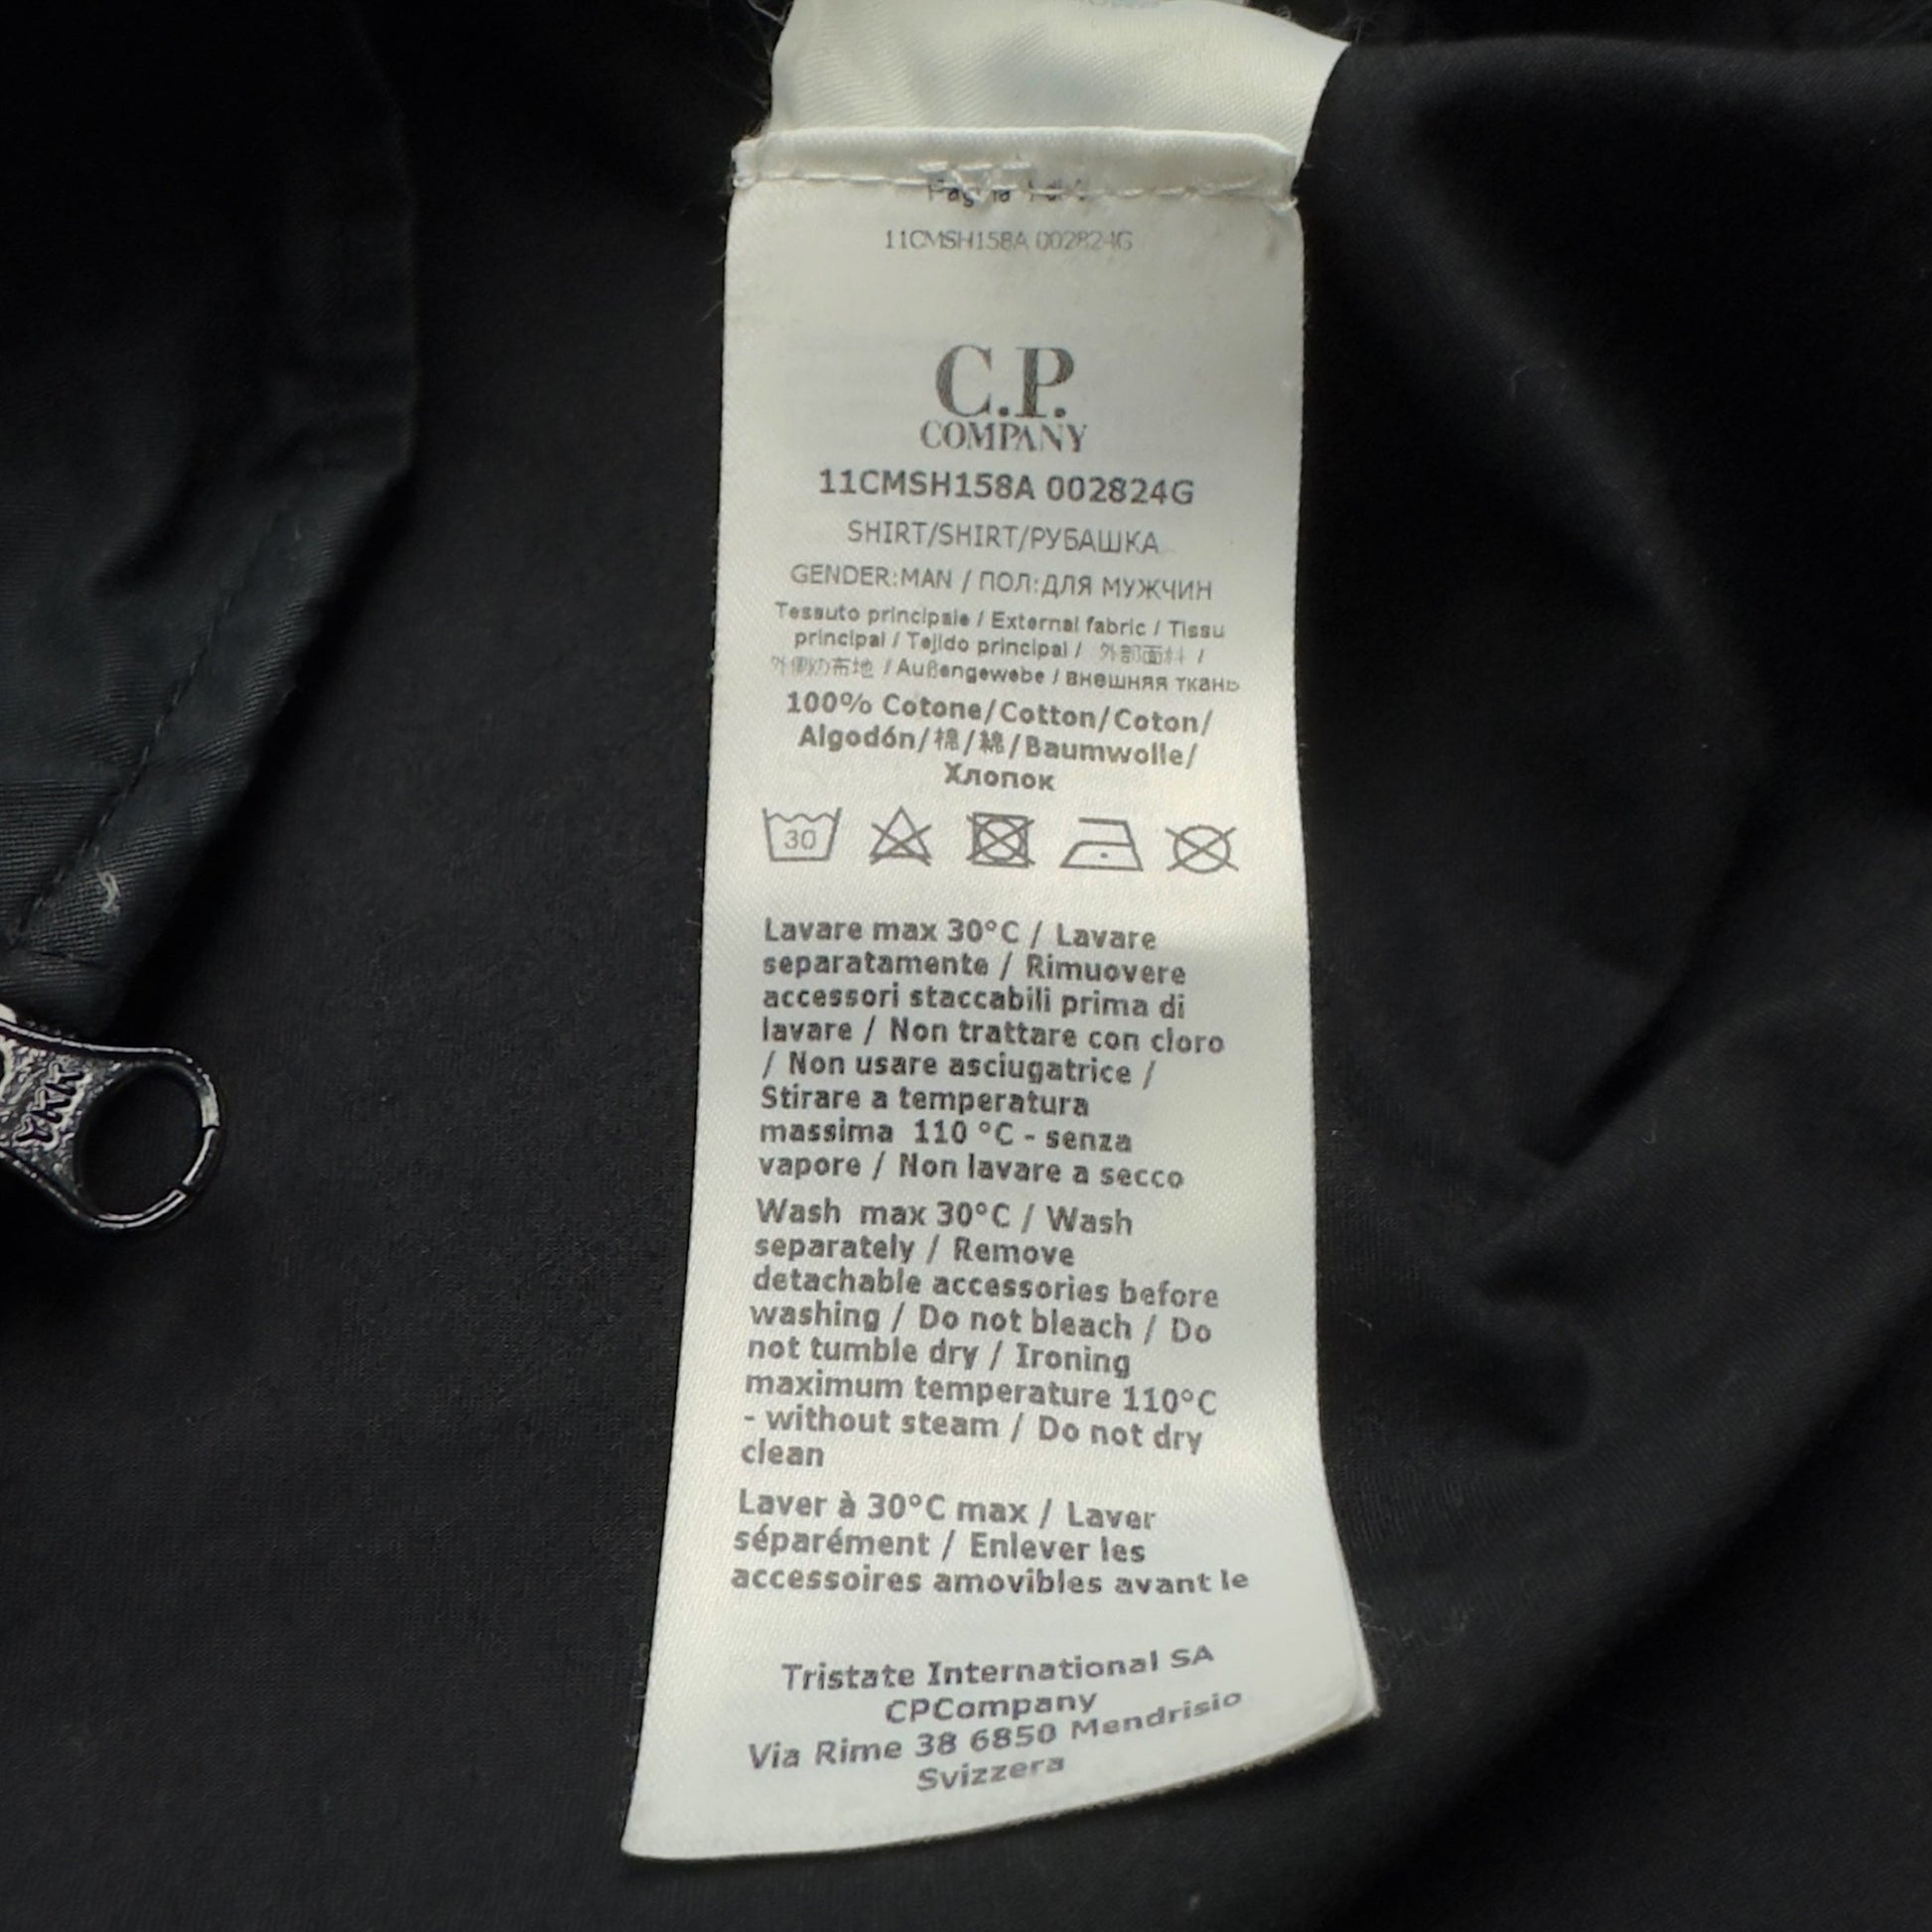 11CMSH158A 002824G
C.P.
COMPANY
11CMSH158A 002824G
SHIRT/SHIRT/РУБАШКА
GENDER:MAN / ПОЛ:ДЛЯ МУЖЧИН
Tessuto principale / External fabric / Tissu
principal / Tejido principal / 外部面料 /
外側の布地 / Außengewebe / внешняя ткань
100% Cotone/Cotton/Coton/
Algodón/棉/綿/Baumwolle/
Хлопок
30
Lavare max 30°C / Lavare
separatamente / Rimuovere
accessori staccabili prima di
lavare / Non trattare con cloro
/ Non usare asciugatrice /
Stirare a temperatura
massima 110 °C - senza
vapore / Non lavare a secco
Wash max 30°C / Wash
separately / Remove
detachable accessories before
washing / Do not bleach / Do
not tumble dry / Ironing
maximum temperature 110°C
- without steam / Do not dry
clean
Laver à 30°C max / Laver
séparément / Enlever les
accessoires amovibles avant le
Tristate International SA
CPCompany
Via Rime 38 6850 Mendrisio
Svizzera
YKK